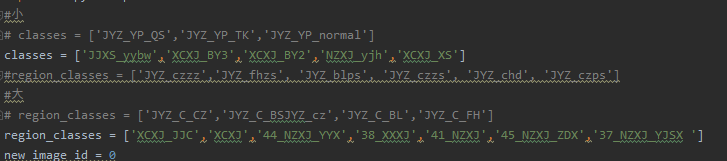 #小
# classes = ['JYZ_YP_QS','JYZ_YP_TK','JYZ_YP_normal']
classes = ['JJXS_yybw','XCXJ_BY3','XCXJ_BY2','NZXJ_yjh','XCXJ_XS']
#region_classes = ['JYZ_czzz','JYZ_fhzs', 'JYZ_blps', 'JYZ_czzs', 'JYZ_chd', 'JYZ_czps']
#大
# region_classes = ['JYZ_C_CZ','JYZ_C_BSJYZ_cz','JYZ_C_BL','JYZ_C_FH']
region_classes = ['XCXJ_JJC','XCXJ','44_NZXJ_YYX','38_XXXJ','41_NZXJ','45_NZXJ_ZDX','37_NZXJ_YJSX ']
new_image_id = 0